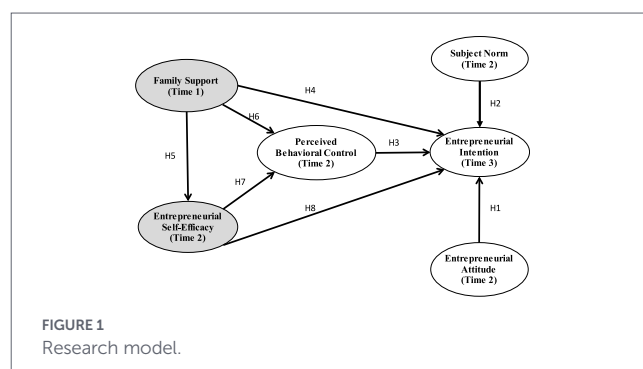 Family Support
(Time 1)
Subject Norm
(Time 2)
H4
H6
H2
H5
Perceived
Behavioral Control
(Time 2)
H3
Entrepreneurial
Intention
(Time 3)
H7
H8
H1
Entrepreneurial
Self-Efficacy
(Time 2)
Entrepreneurial
Attitude
(Time 2)
FIGURE 1
Research model.